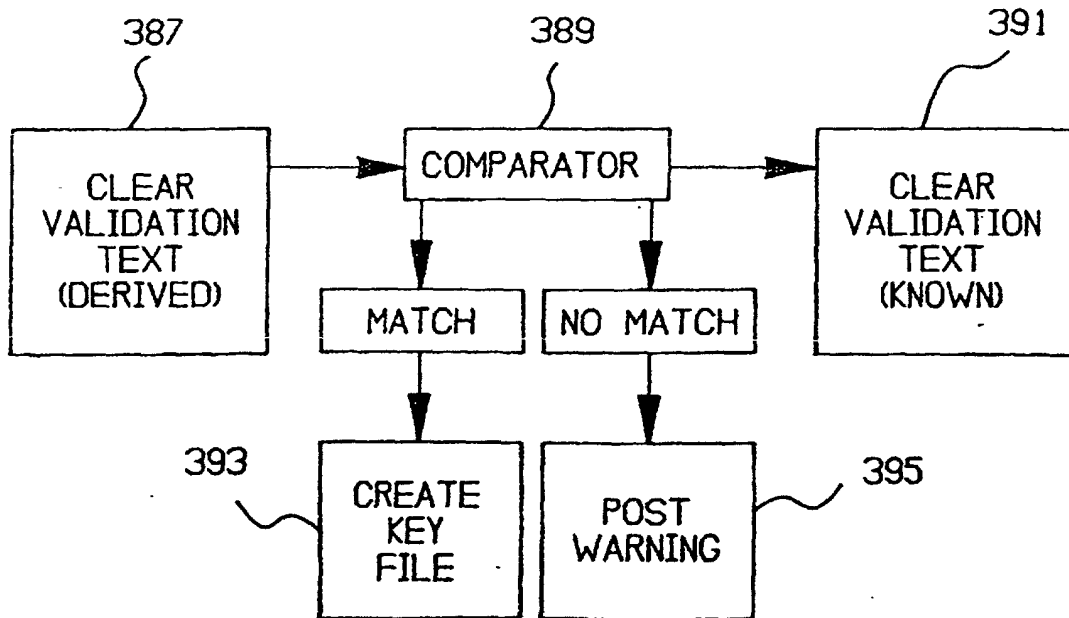 387
389
391
CLEAR
VALIDATION
TEXT
(DERIVED)
COMPARATOR
CLEAR
VALIDATION
TEXT
(KNOWN)
MATCH
NO MATCH
393
CREATE
KEY
FILE
POST
WARNING
395